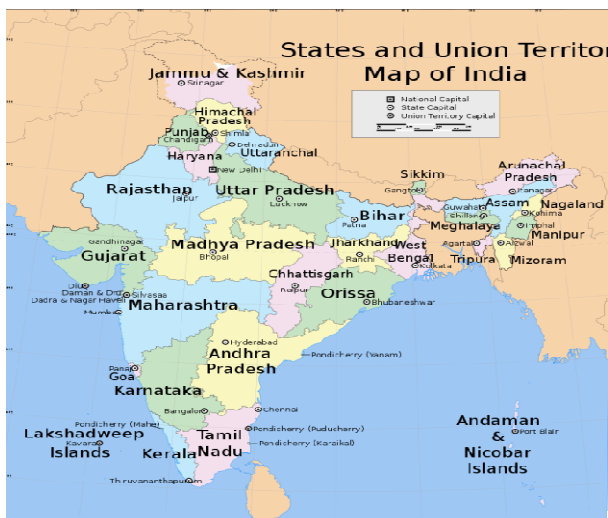 States and Union Territo
Map of India
National Capital
State Capital
Union Territory Capital
Jammu & Kashmir
Srinagar
Himachal
Pradesh
Shimla
Punjab
Chandigarh
Dehradun
Uttaranchal
Haryana
New Delhi
Rajasthan
Jaipur
Uttar Pradesh
Lucknow
Sikkim
Gangtok
Arunachal
Pradesh
Itanagar
Assam
Guwahati
Nagaland
Kohima
Shillong
Meghalaya
Imphal
Manipur
Bihar
Patna
Gandhinagar
Gujarat
Madhya Pradesh
Bhopal
Jharkhand
Ranchi
West
Bengal
Kolkata
Agartala
Tripura
Aizwal
Mizoram
Chhattisgarh
Raipur
Orissa
Bhubareshwar
Diu
Daman & Diu
Dadra & Nagar Haveli
Silvassa
Maharashtra
Mumbai
Hyderabad
Andhra
Pradesh
Pondicherry (Yanam)
Panaji
Goa
Karnataka
Bangalore
Chennai
Pondicherry (Mahe)
Pondicherry (Puducherry)
Pondicherry (Karaikal)
Lakshadweep
Islands
Kavaratti
Kerala
Tamil
Nadu
Thiruvananthapuram
Andaman
&
Nicobar
Islands
Port Blair